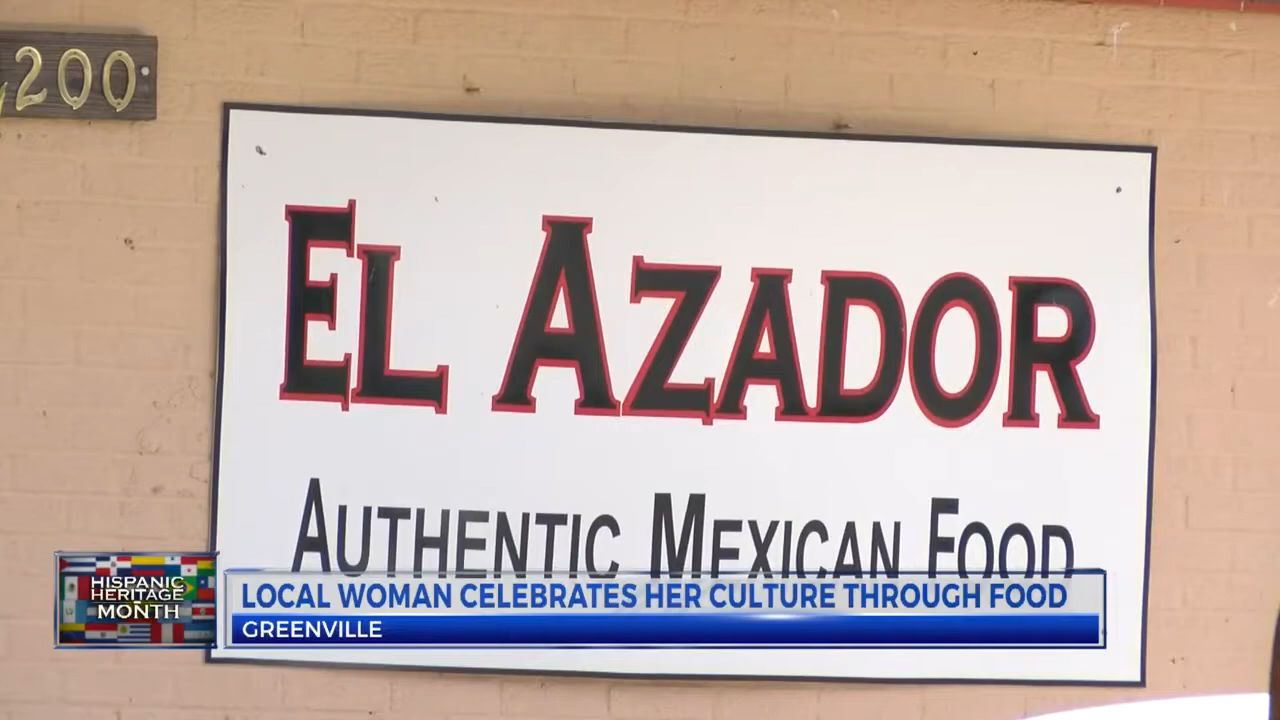 200
EL AZADOR
AUTHENTIC MEXICAN FOOD
HISPANIC
HERITAGE
MONTH
LOCAL WOMAN CELEBRATES HER CULTURE THROUGH FOOD
GREENVILLE